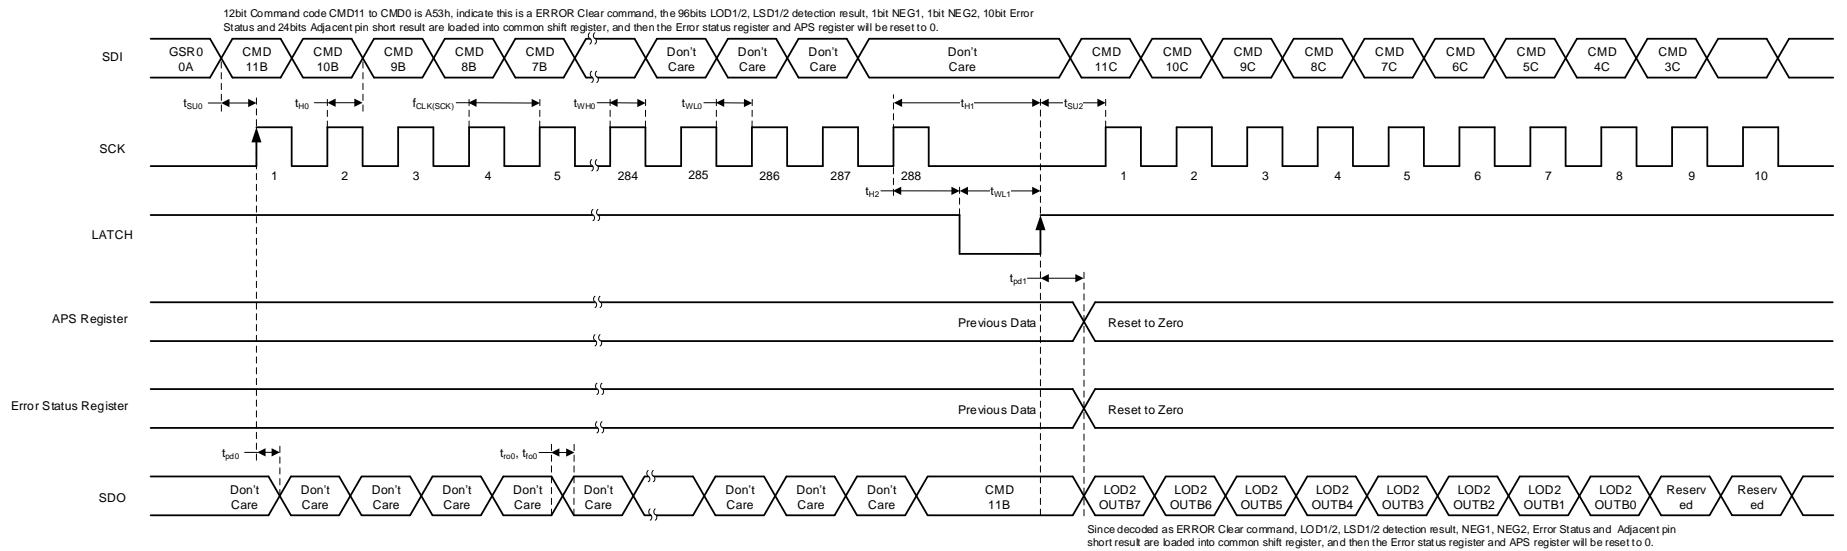 12bit Command code CMD11 to CMD0 is A53h, indicate this is a ERROR Clear command, the 96bits LOD1/2, LSD1/2 detection result, 1bit NEG1, 1bit NEG2, 10bit Error
Status and 24bits Adjacent pin short result are loaded into common shift register, and then the Error status register and APS register will be reset to 0.
SDI
GSR0 CMD CMD CMD CMD CMD Don't Don't Don't Don't CMD CMD CMD CMD CMD CMD CMD CMD CMD
0A 11B 10B 9B 8B 7B Care Care Care Care 11C 10C 9C 8C 7C 6C 5C 4C 3C
tSU0 tH0 fCLK(SCK) tWH0 tWL0 tH1 tSU2
SCK
1 2 3 4 5 284 285 286 287 288 1 2 3 4 5 6 7 8 9 10
tH2 tWL1
LATCH
tpd1
APS Register Previous Data Reset to Zero
Error Status Register Previous Data Reset to Zero
tpd0 tro0, tfo0
SDO
Don't Don't Don't Don't Don't Don't Don't Don't Don't CMD LOD2 LOD2 LOD2 LOD2 LOD2 LOD2 LOD2 LOD2 Reserv Reserv
Care Care Care Care Care Care Care Care Care 11B OUTB7 OUTB6 OUTB5 OUTB4 OUTB3 OUTB2 OUTB1 OUTB0 ed ed
Since decoded as ERROR Clear command, LOD1/2, LSD1/2 detection result, NEG1, NEG2, Error Status and Adjacent pin
short result are loaded into common shift register, and then the Error status register and APS register will be reset to 0.